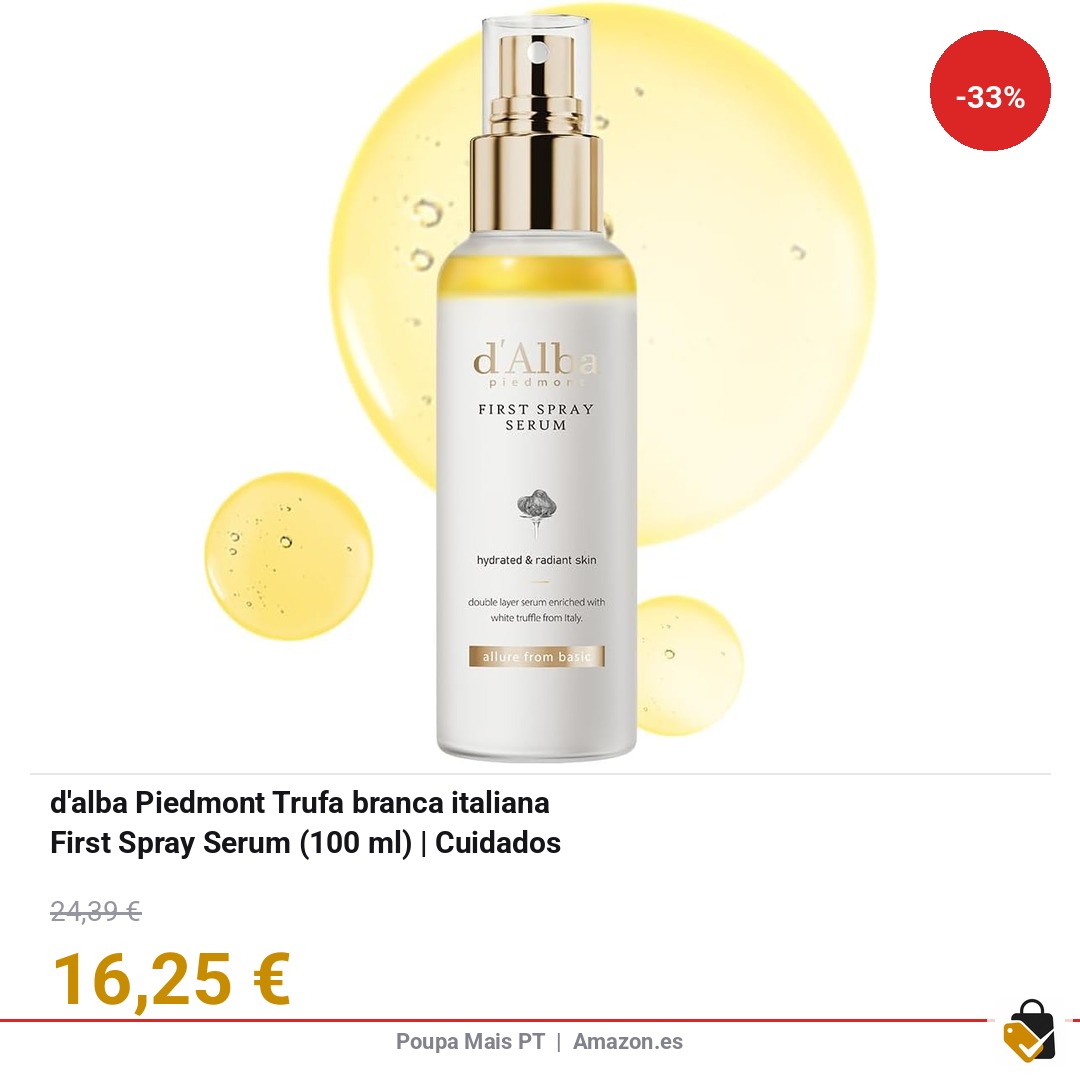 -33%
d'Alba
piedmont
FIRST SPRAY
SERUM
hydrated & radiant skin
double layer serum enriched with
white truffle from Italy.
allure from basic
d'alba Piedmont Trufa branca italiana
First Spray Serum (100 ml) | Cuidados
24,39 €
16,25 €
Poupa Mais PT | Amazon.es